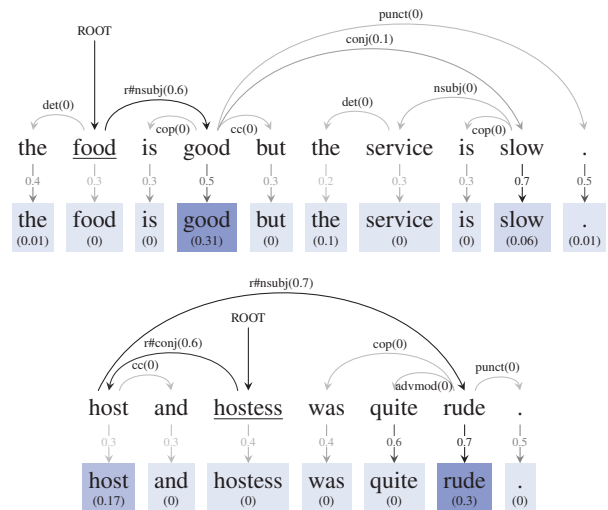 punct(0)
ROOT
conj(0.1)
r#nsubj(0.6) nsubj(0)
det(0) det(0)
cop(0) cc(0) cop(0)
the food is good but the service is slow .
0.4 0.3 0.3 0.5 0.3 0.2 0.3 0.3 0.7 0.5
the food is good but the service is slow .
(0.01) (0) (0) (0.31) (0) (0.1) (0) (0) (0.06) (0.01)
r#nsubj(0.7)
ROOT
r#conj(0.6) cop(0)
cc(0) punct(0)
advmod(0)
host and hostess was quite rude .
0.3 0.3 0.4 0.4 0.6 0.7 0.5
host and hostess was quite rude .
(0.17) (0) (0) (0) (0) (0.3) (0)